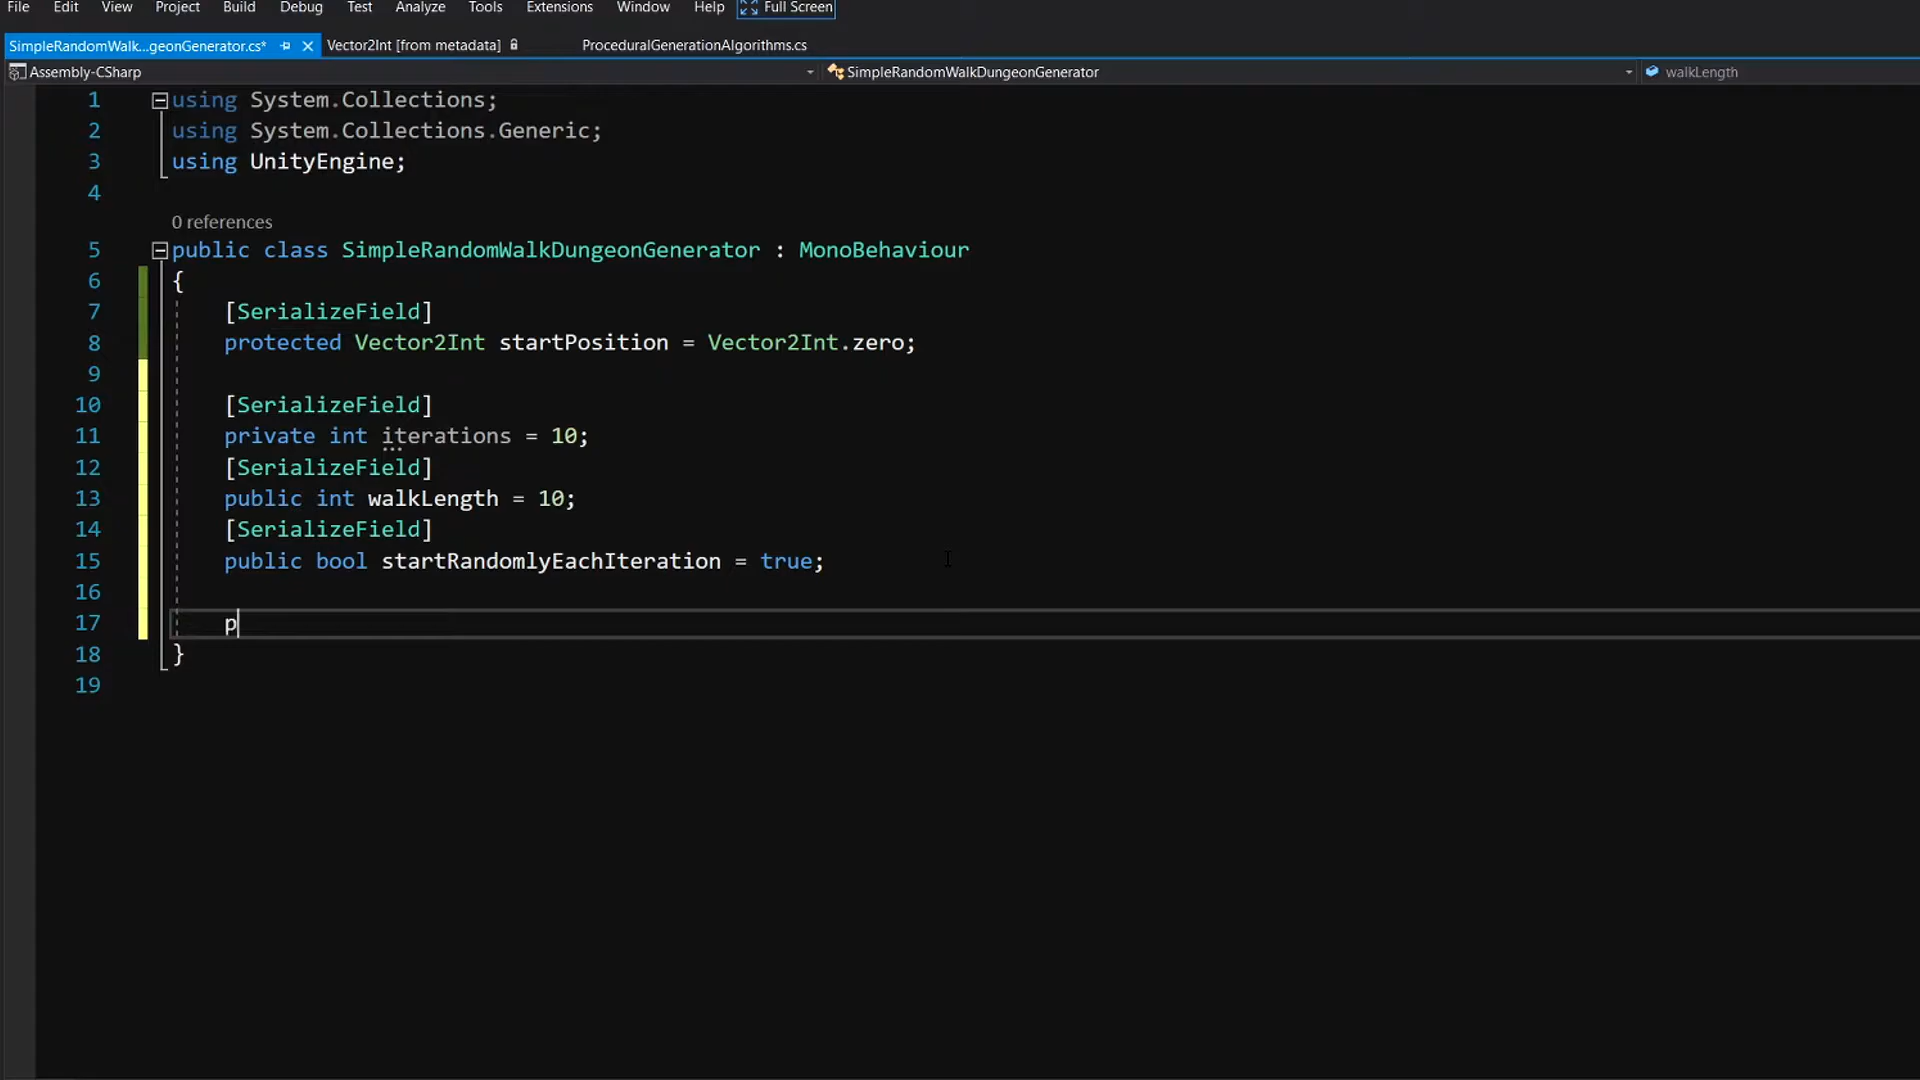 File Edit View Project Build Debug Test Analyze Tools Extensions Window Help Full Screen
SimpleRandomWalk...geonGenerator.cs* Vector2Int [from metadata] ProceduralGenerationAlgorithms.cs
Assembly-CSharp SimpleRandomWalkDungeonGenerator walkLength
1 using System.Collections;
2 using System.Collections.Generic;
3 using UnityEngine;
4
0 references
5 public class SimpleRandomWalkDungeonGenerator : MonoBehaviour
6 {
7 [SerializeField]
8 protected Vector2Int startPosition = Vector2Int.zero;
9
10 [SerializeField]
11 private int iterations = 10;
12 [SerializeField]
13 public int walkLength = 10;
14 [SerializeField]
15 public bool startRandomlyEachIteration = true;
16
17 p
18 }
19